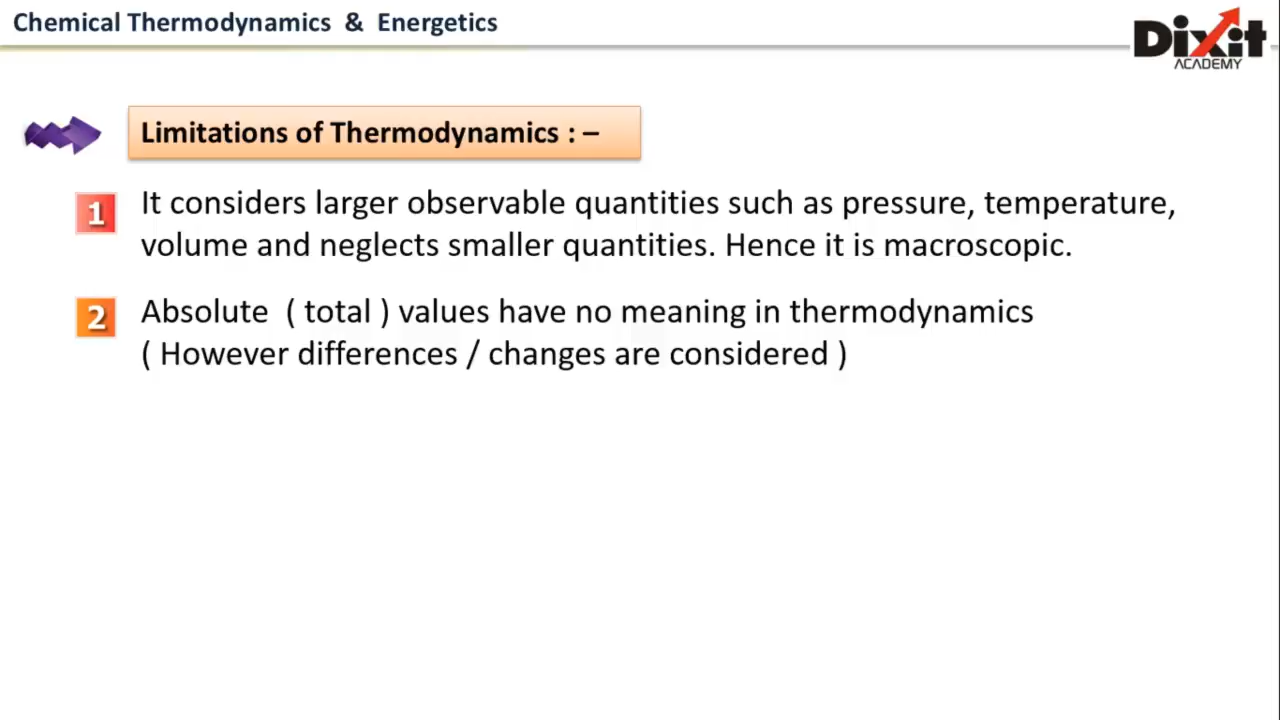 Chemical Thermodynamics & Energetics
Dixit
ACADEMY
Limitations of Thermodynamics : –
1 It considers larger observable quantities such as pressure, temperature,
volume and neglects smaller quantities. Hence it is macroscopic.
2 Absolute ( total ) values have no meaning in thermodynamics
( However differences / changes are considered )